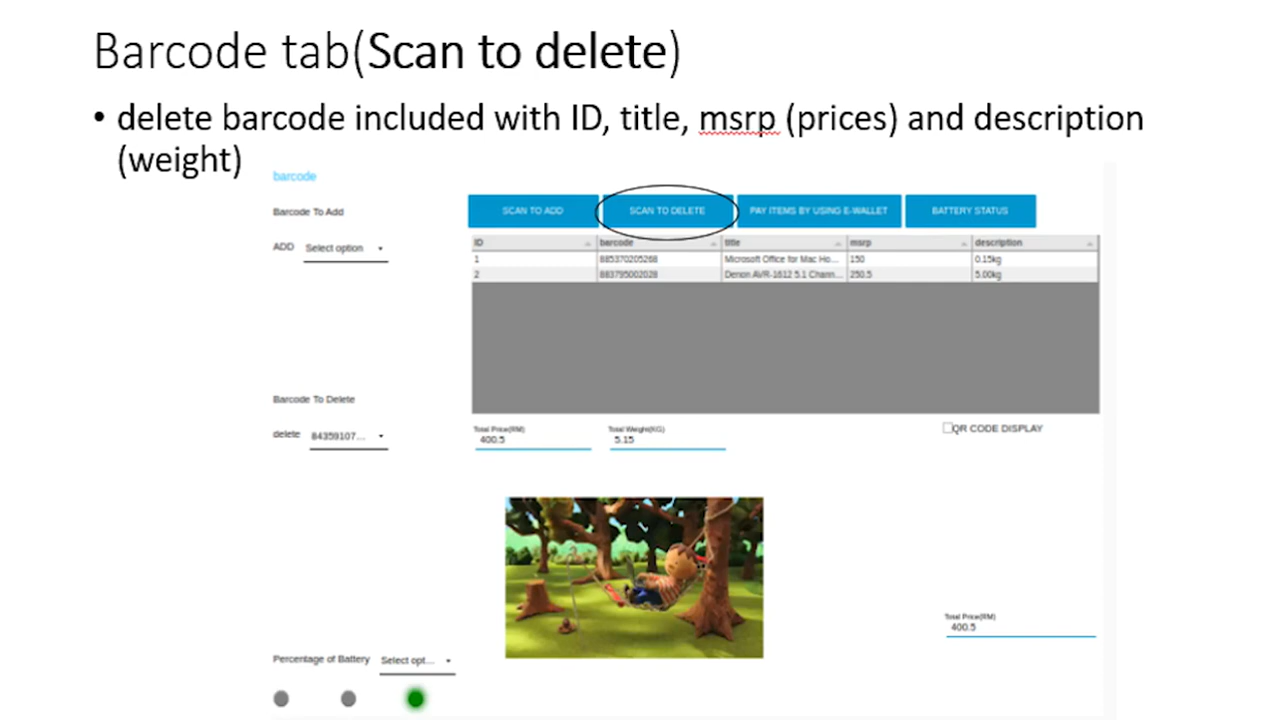 Barcode tab(Scan to delete)
• delete barcode included with ID, title, msrp (prices) and description
(weight)
barcode
Barcode To Add
SCAN TO ADD SCAN TO DELETE PAY ITEMS BY USING E-WALLET BATTERY STATUS
ADD Select option
ID barcode title msrp description
1 885370205268 Microsoft Office for Mac Ho... 150 0.15kg
2 883795002028 Denon AVR-1612 5.1 Chann... 250.5 5.00kg
Barcode To Delete
delete 84359107...
Total Price(RM) Total Weight(KG)
400.5 5.15
QR CODE DISPLAY
Total Price(RM)
400.5
Percentage of Battery Select opt...